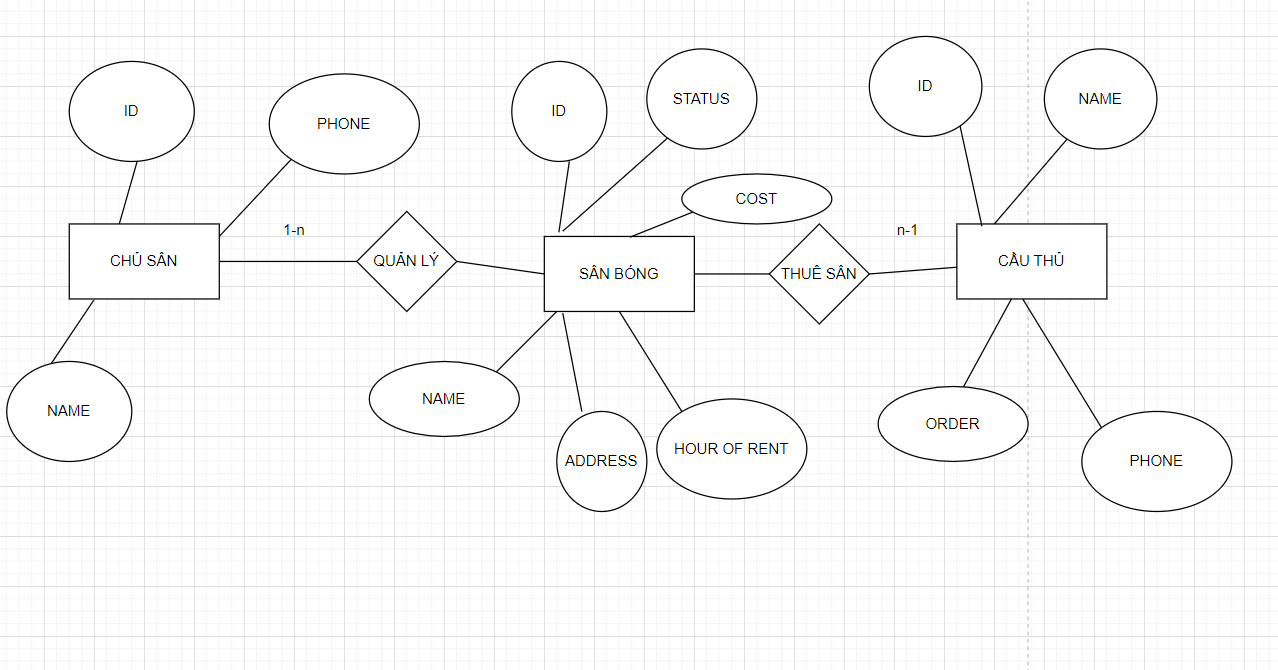 ID
PHONE
ID
STATUS
ID
NAME
COST
1-n
n-1
CHỦ SÂN
QUẢN LÝ
SÂN BÓNG
THUÊ SÂN
CẦU THỦ
NAME
NAME
ADDRESS
HOUR OF RENT
ORDER
PHONE